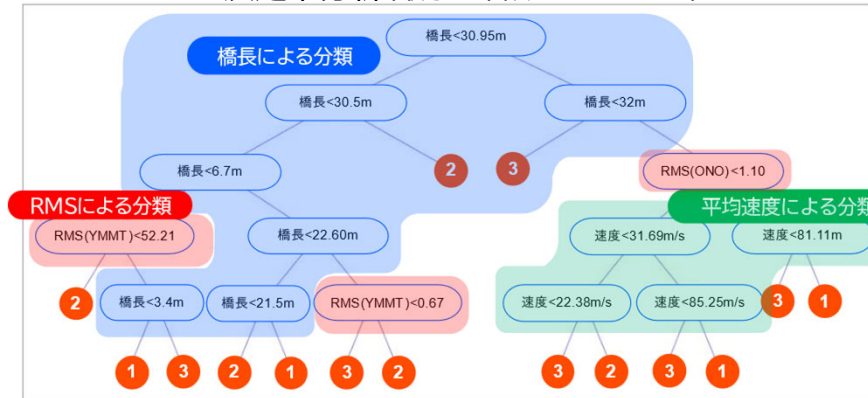 橋長<30.95m
橋長による分類
橋長<30.5m
橋長<32m
2
3
橋長<6.7m
RMS(ONO)<1.10
RMSによる分類
平均速度による分類
RMS(YMMT)<52.21
橋長<22.60m
速度<31.69m/s
速度<81.11m
2
橋長<3.4m
橋長<21.5m
RMS(YMMT)<0.67
速度<22.38m/s
速度<85.25m/s
3
1
1
3
2
1
3
2
3
2
3
1